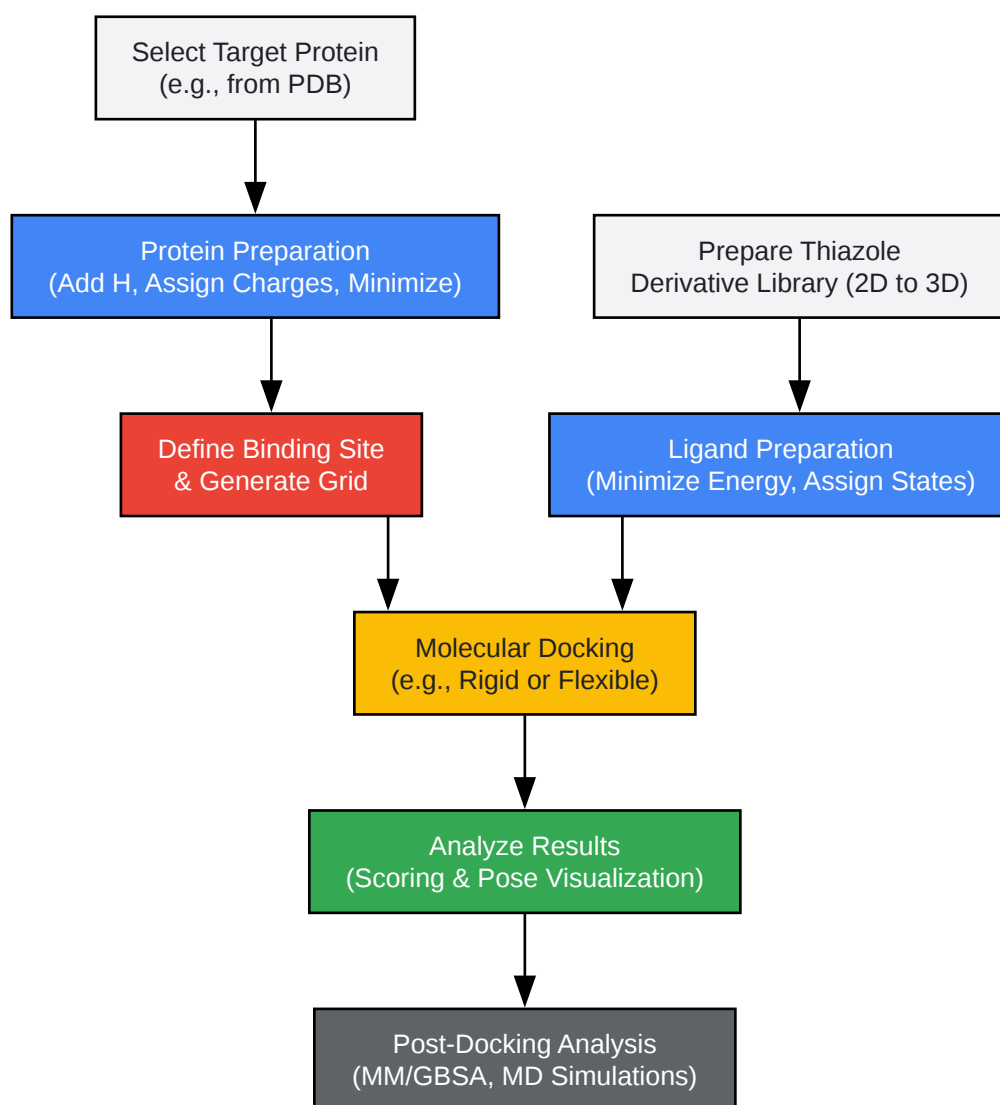 Select Target Protein
(e.g., from PDB)
Protein Preparation
(Add H, Assign Charges, Minimize)
Prepare Thiazole
Derivative Library (2D to 3D)
Define Binding Site
& Generate Grid
Ligand Preparation
(Minimize Energy, Assign States)
Molecular Docking
(e.g., Rigid or Flexible)
Analyze Results
(Scoring & Pose Visualization)
Post-Docking Analysis
(MM/GBSA, MD Simulations)